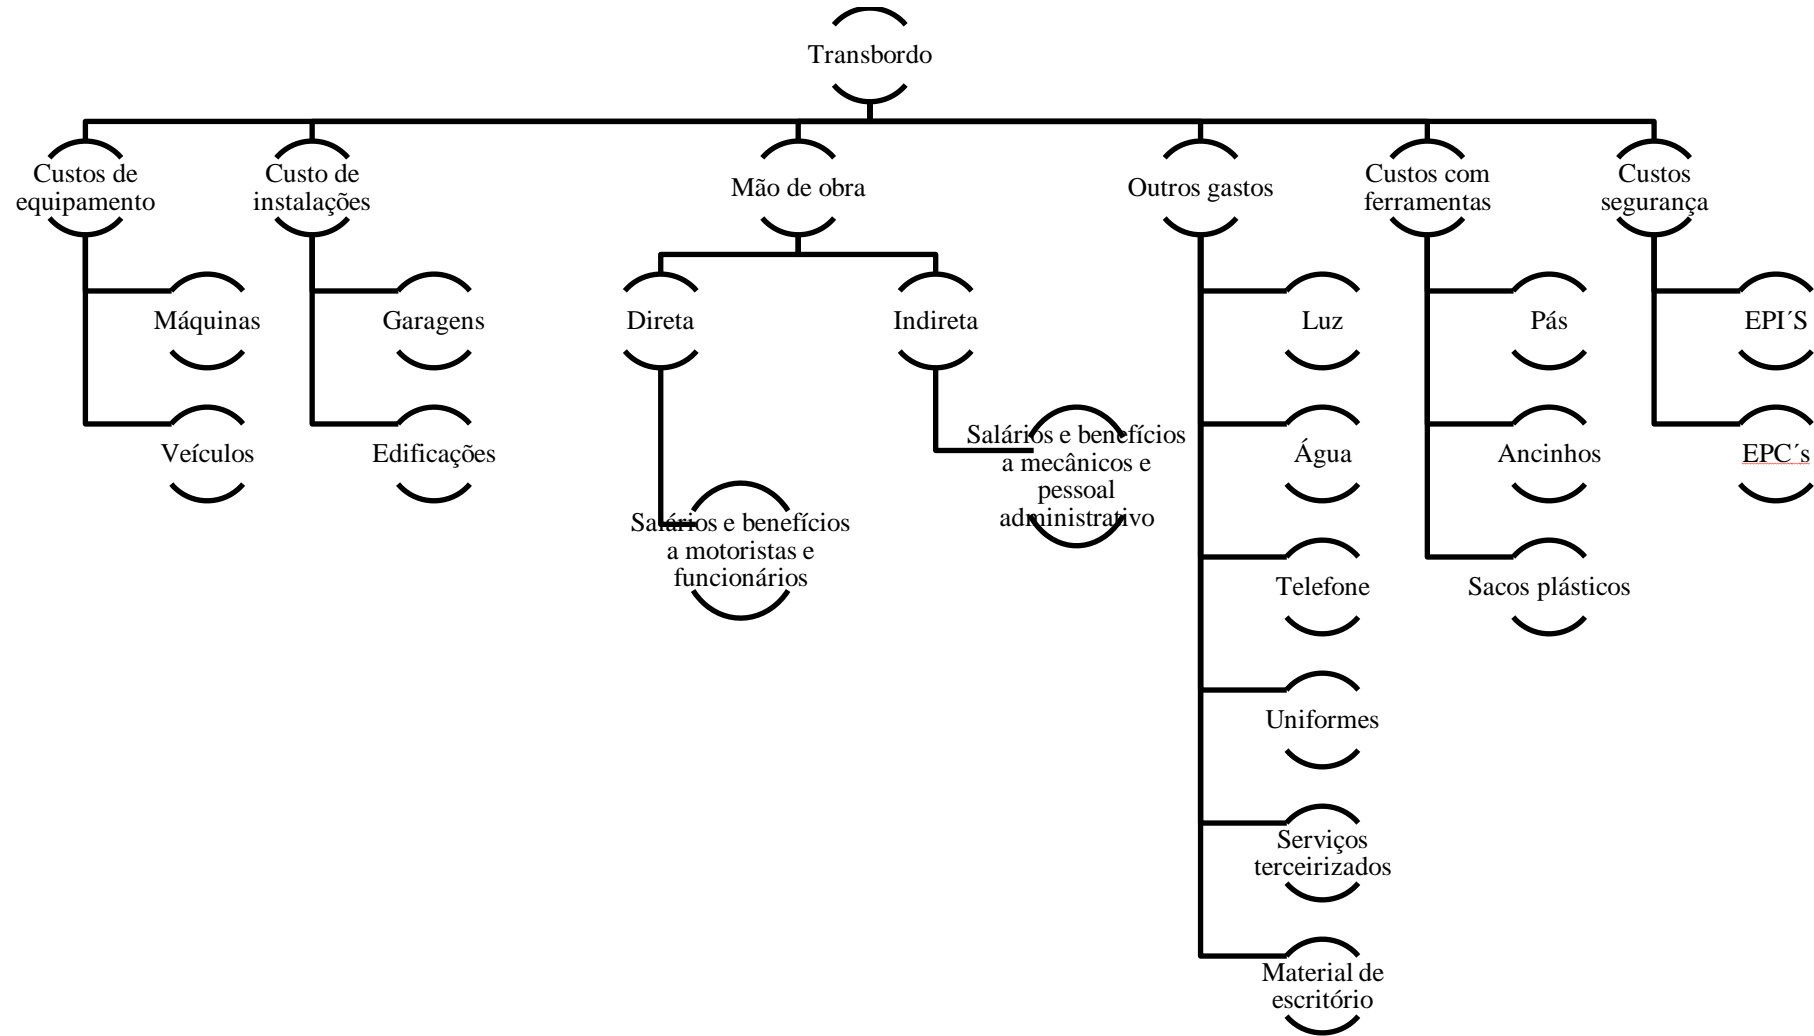 Transbordo
Custos de
equipamento
Custo de
instalações
Mão de obra
Outros gastos
Custos com
ferramentas
Custos
segurança
Máquinas
Garagens
Direta
Indireta
Luz
Pás
EPI´S
Veículos
Edificações
Salários e benefícios
a mecânicos e
pessoal
administrativo
Água
Ancinhos
EPC´s
Salários e benefícios
a motoristas e
funcionários
Telefone
Sacos plásticos
Uniformes
Serviços
terceirizados
Material de
escritório